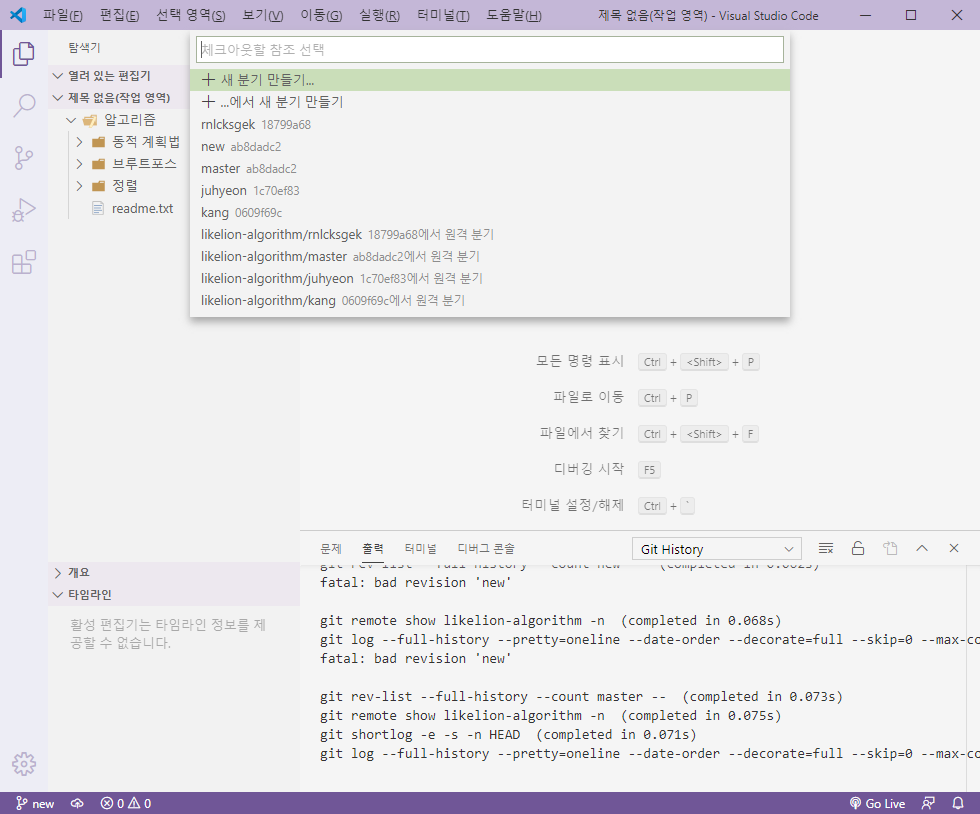 파일(F) 편집(E) 선택 영역(S) 보기(V) 이동(G) 실행(R) 터미널(T) 도움말(H) 제목 없음(작업 영역) - Visual Studio Code
탐색기
열려 있는 편집기
제목 없음(작업 영역)
알고리즘
동적 계획법
브루트포스
정렬
readme.txt
체크아웃할 참조 선택
+ 새 분기 만들기...
+ ...에서 새 분기 만들기
rnlcksgek 18799a68
new ab8dadc2
master ab8dadc2
juhyeon 1c70ef83
kang 0609f69c
likelion-algorithm/rnlcksgek 18799a68에서 원격 분기
likelion-algorithm/master ab8dadc2에서 원격 분기
likelion-algorithm/juhyeon 1c70ef83에서 원격 분기
likelion-algorithm/kang 0609f69c에서 원격 분기
모든 명령 표시 Ctrl + <Shift> + P
파일로 이동 Ctrl + P
파일에서 찾기 Ctrl + <Shift> + F
디버깅 시작 F5
터미널 설정/해제 Ctrl + `
개요
타임라인
활성 편집기는 타임라인 정보를 제
공할 수 없습니다.
문제 출력 터미널 디버그 콘솔 Git History
git rev-list --full-history --count new -- (completed in 0.062s)
fatal: bad revision 'new'
git remote show likelion-algorithm -n (completed in 0.068s)
git log --full-history --pretty=oneline --date-order --decorate=full --skip=0 --max-co
fatal: bad revision 'new'
git rev-list --full-history --count master -- (completed in 0.073s)
git remote show likelion-algorithm -n (completed in 0.075s)
git shortlog -e -s -n HEAD (completed in 0.071s)
git log --full-history --pretty=oneline --date-order --decorate=full --skip=0 --max-co
new 0 0 Go Live